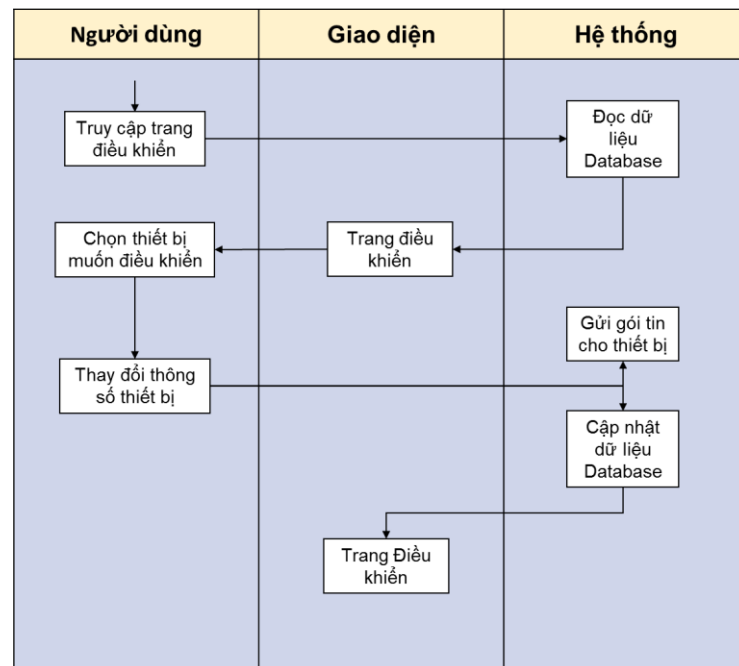 Người dùng
Giao diện
Hệ thống
Truy cập trang
điều khiển
Đọc dữ
liệu
Database
Chọn thiết bị
muốn điều khiển
Trang điều
khiển
Gửi gói tin
cho thiết bị
Thay đổi thông
số thiết bị
Cập nhật
dữ liệu
Database
Trang Điều
khiển